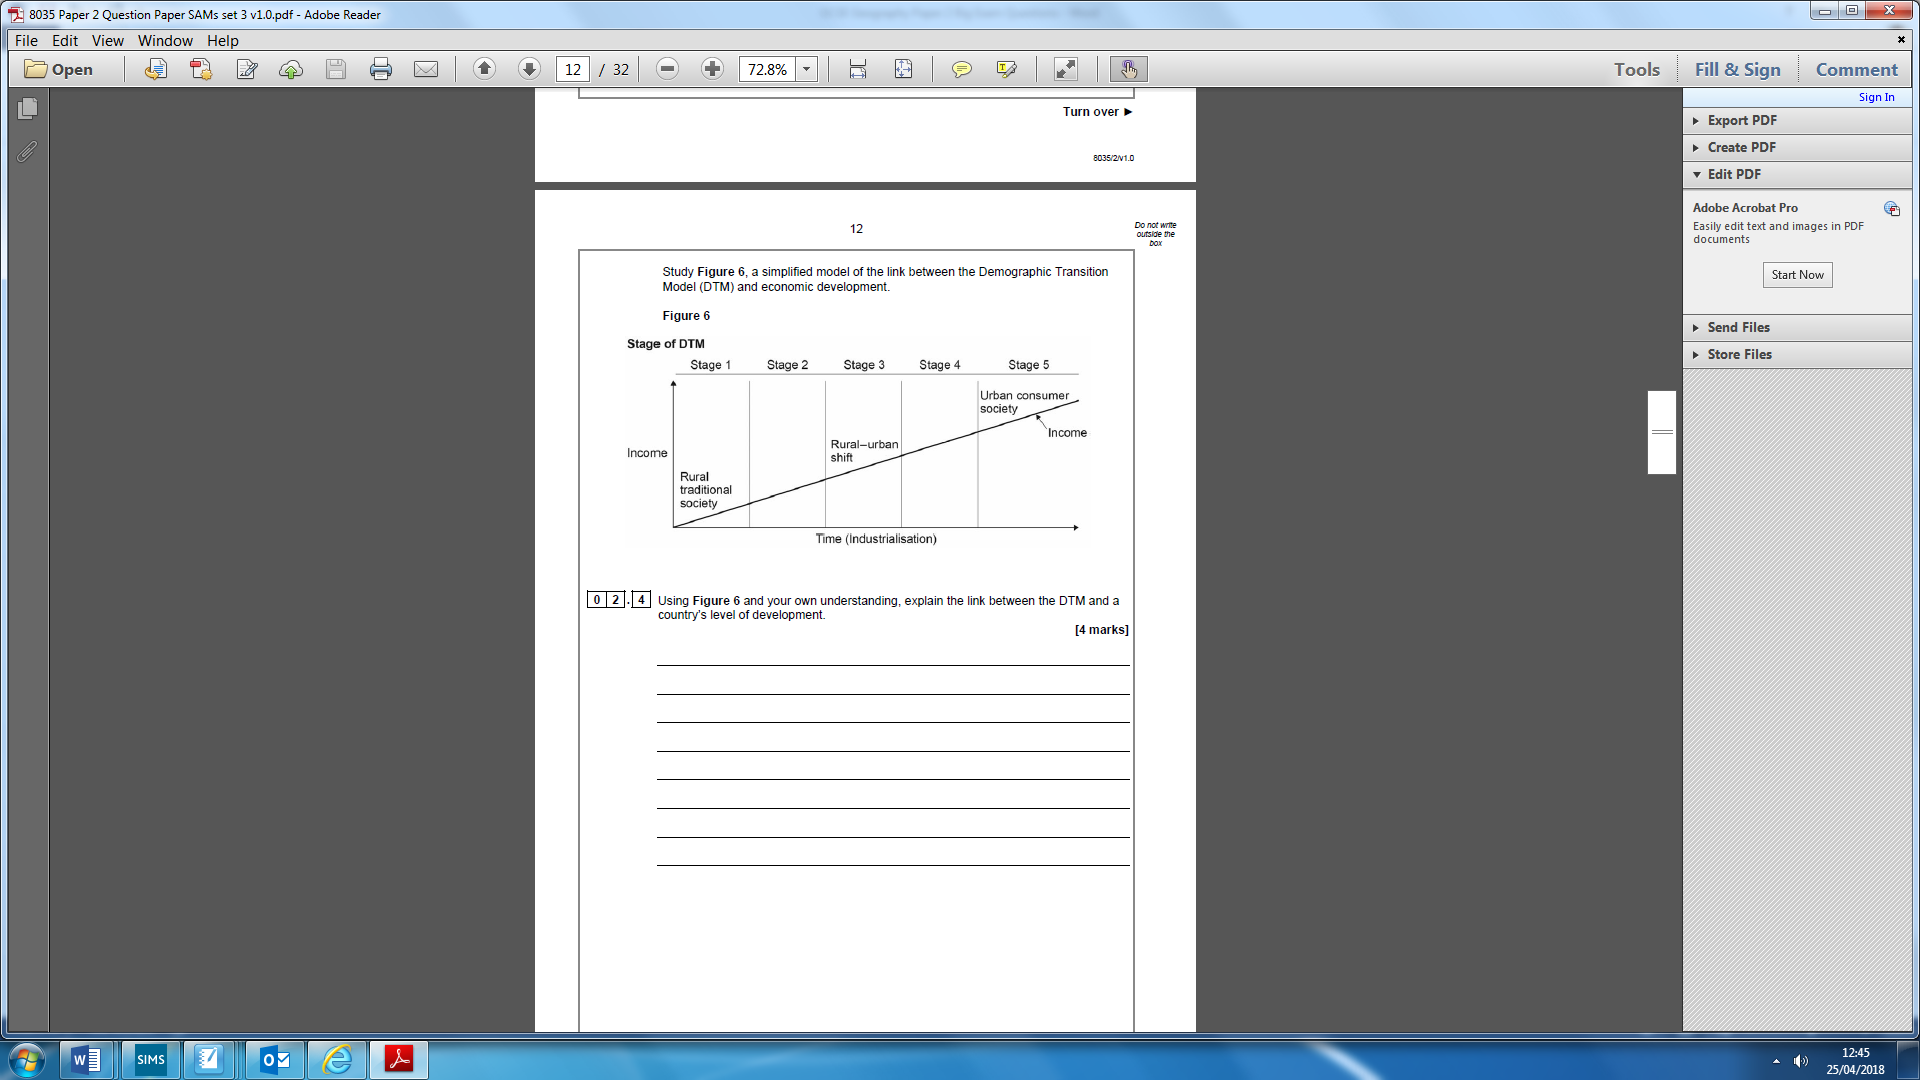 8035 Paper 2 Question Paper SAMs set 3 v1.0.pdf - Adobe Reader
File Edit View Window Help
Open 12 / 32 72.8% Tools Fill & Sign Comment
Sign In
Export PDF
Create PDF
Edit PDF
Adobe Acrobat Pro
Easily edit text and images in PDF
documents
Start Now
Send Files
Store Files
Turn over ►
8035/2/v1.0
12
Do not write
outside the
box
Study Figure 6, a simplified model of the link between the Demographic Transition
Model (DTM) and economic development.
Figure 6
Stage of DTM
Stage 1 Stage 2 Stage 3 Stage 4 Stage 5
Urban consumer
society
Income
Rural–urban
shift
Income
Rural
traditional
society
Time (Industrialisation)
0 2 . 4 Using Figure 6 and your own understanding, explain the link between the DTM and a
country's level of development.
[4 marks]
SIMS
12:45
25/04/2018